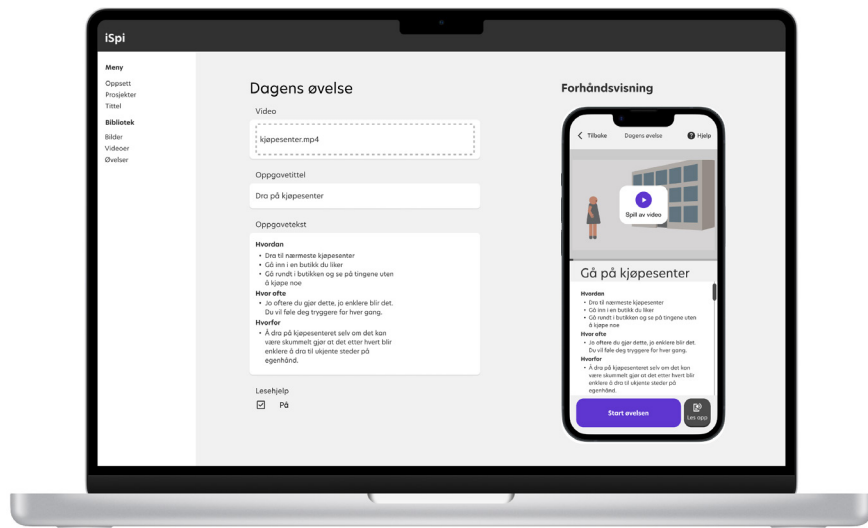 iSpi
Meny
Oppsett
Prosjekter
Tittel
Bibliotek
Bilder
Videoer
Øvelser
Dagens øvelse
Video
kjøpesenter.mp4
Oppgavetittel
Dra på kjøpesenter
Oppgavetekst
Hvordan
• Dra til nærmeste kjøpesenter
• Gå inn i en butikk du liker
• Gå rundt i butikken og se på tingene uten
å kjøpe noe
Hvor ofte
• Jo oftere du gjør dette, jo enklere blir det.
Du vil føle deg tryggere for hver gang.
Hvorfor
• Å dra på kjøpesenteret selv om det kan
være skummelt gjør at det etter hvert blir
enklere å dra til ukjente steder på
egenhånd.
Lesehjelp
På
Forhåndsvisning
Tilbake
Dagens øvelse
? Hjelp
Spill av video
Gå på kjøpesenter
Hvordan
• Dra til nærmeste kjøpesenter
• Gå inn i en butikk du liker
• Gå rundt i butikken og se på tingene uten
å kjøpe noe
Hvor ofte
• Jo oftere du gjør dette, jo enklere blir det.
Du vil føle deg tryggere for hver gang.
Hvorfor
• Å dra på kjøpesenteret selv om det kan
være skummelt gjør at det etter hvert blir
enklere å dra til ukjente steder på
egenhånd.
Start øvelsen
Les opp